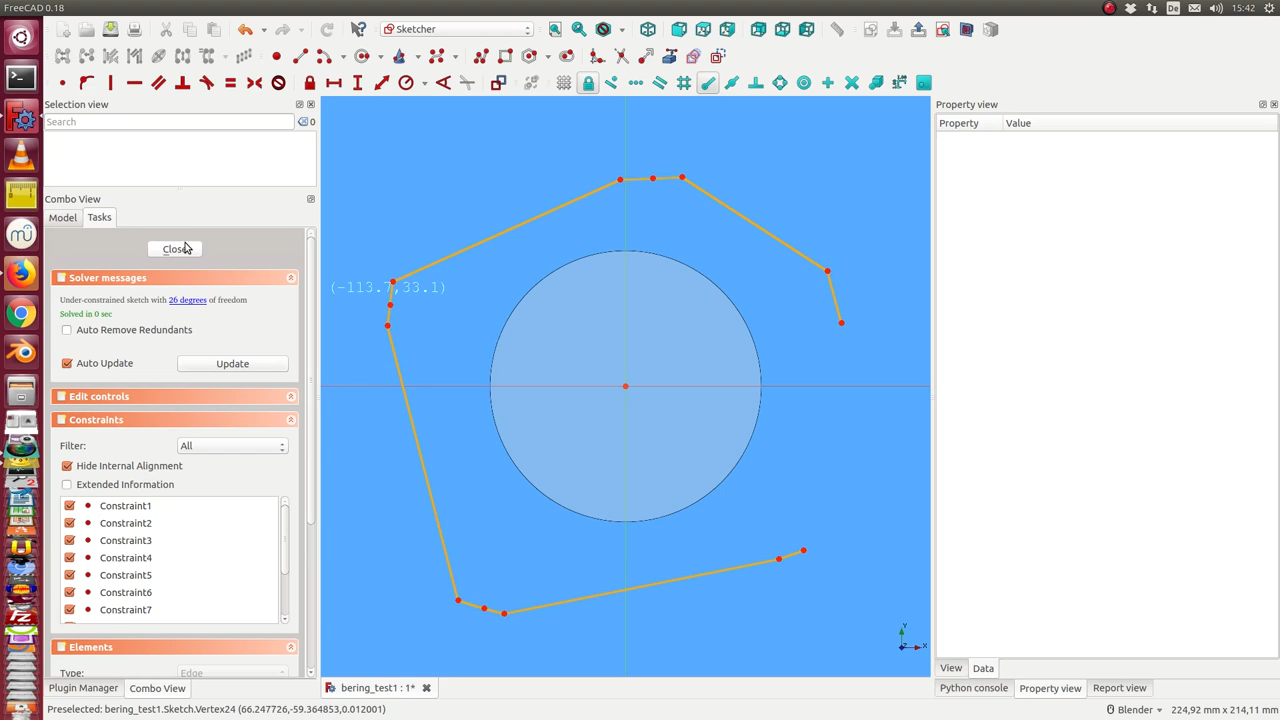 FreeCAD 0.18
De
15:42
Sketcher
Selection view
Search
0
Combo View
Model
Tasks
Close
Solver messages
Under-constrained sketch with 26 degrees of freedom
Solved in 0 sec
Auto Remove Redundants
Auto Update
Update
Edit controls
Constraints
Filter:
All
Hide Internal Alignment
Extended Information
Constraint1
Constraint2
Constraint3
Constraint4
Constraint5
Constraint6
Constraint7
Elements
Type:
Edge
Plugin Manager
Combo View
(-113.7,33.1)
Y
X
bering_test1 : 1*
Property view
Property
Value
View
Data
Python console
Property view
Report view
Preselected: bering_test1.Sketch.Vertex24 (66.247726,-59.364853,0.012001)
Blender
224,92 mm x 214,11 mm